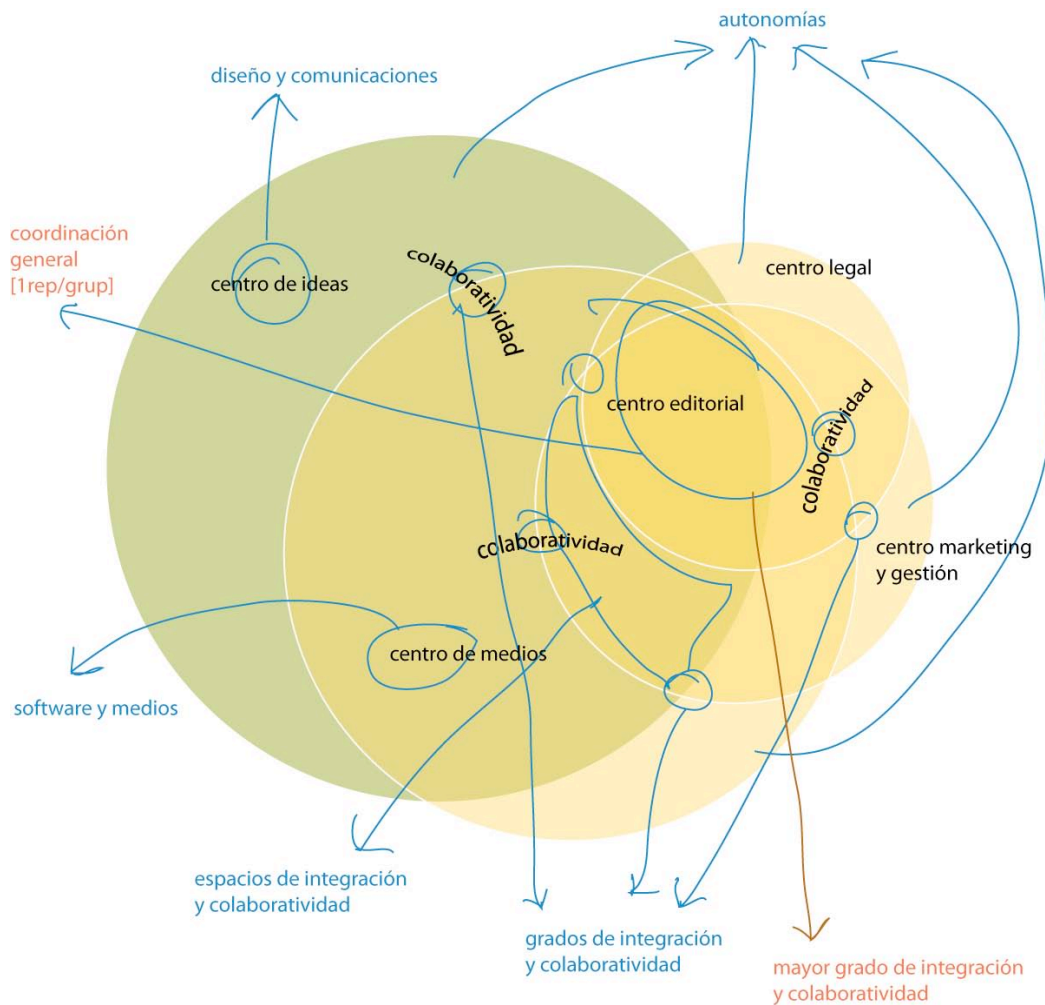 autonomías
diseño y comunicaciones
coordinación
general
[1rep/grup]
centro de ideas
colaboratividad
centro legal
centro editorial
colaboratividad
colaboratividad
centro marketing
y gestión
centro de medios
software y medios
espacios de integración
y colaboratividad
grados de integración
y colaboratividad
mayor grado de integración
y colaboratividad